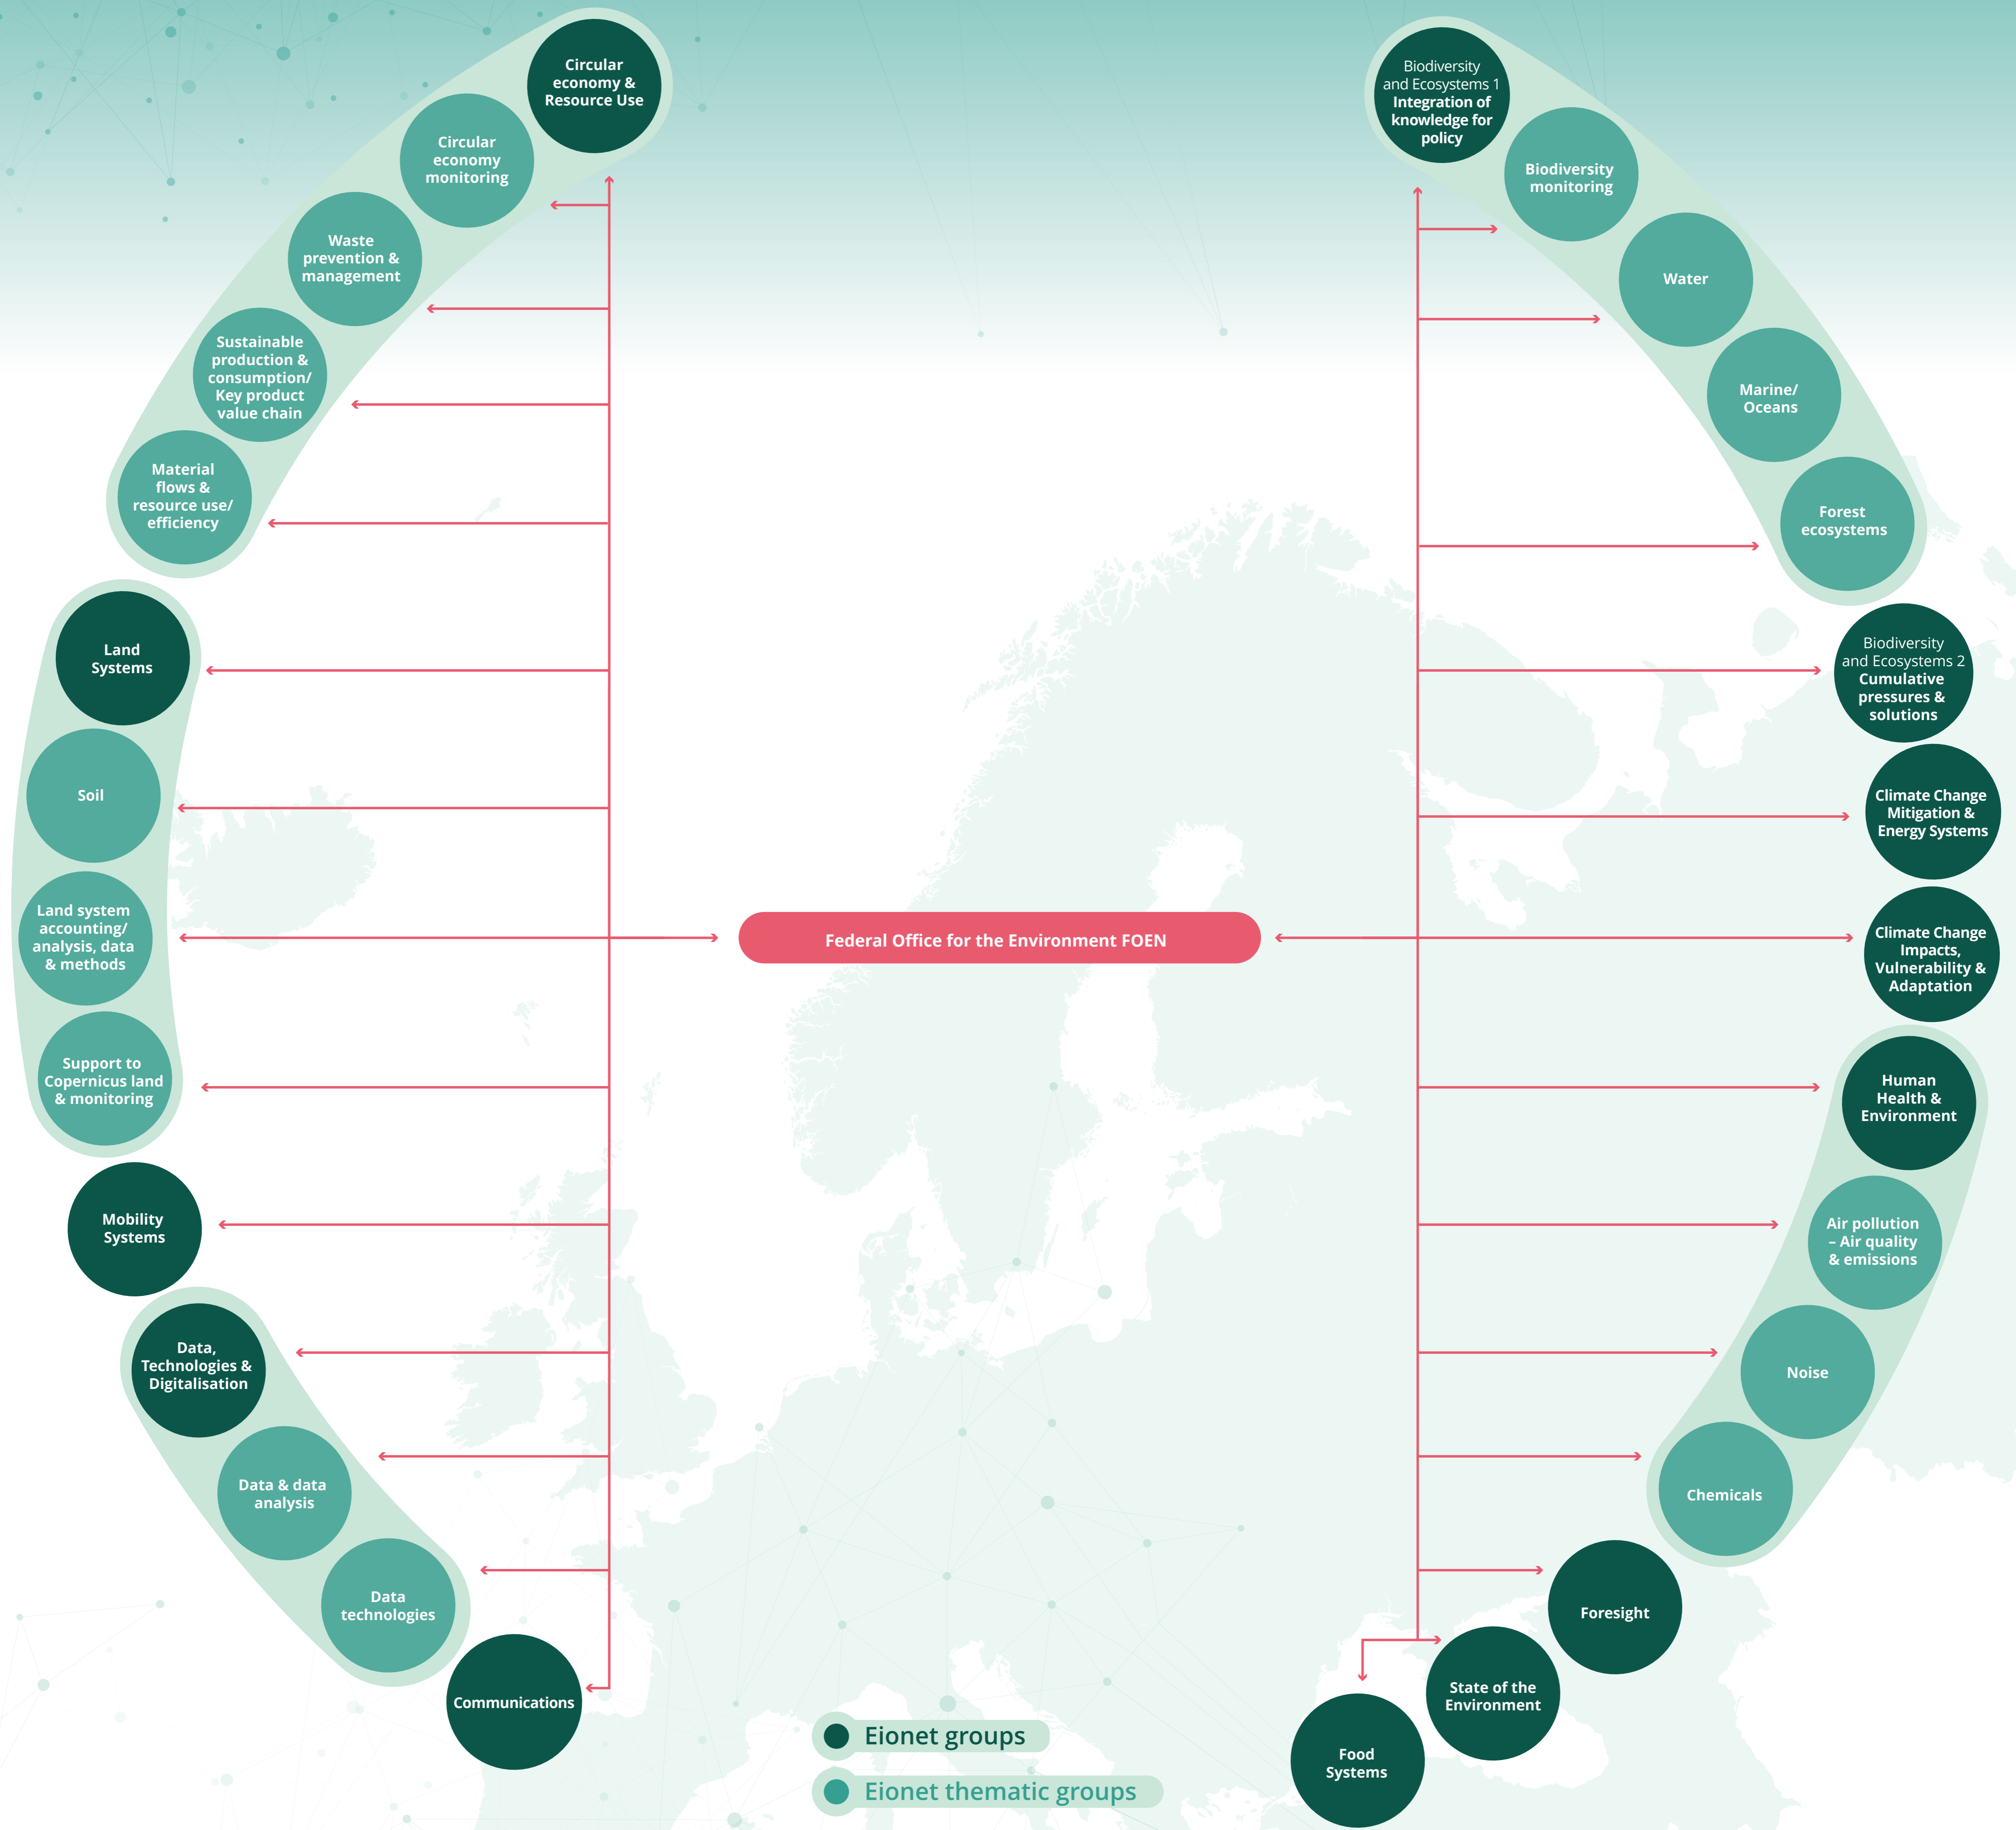 Circular
economy &
Resource Use
Circular
economy
monitoring
Waste
prevention &
management
Sustainable
production &
consumption/
Key product
value chain
Material
flows &
resource use/
efficiency
Land
Systems
Soil
Land system
accounting/
analysis, data
& methods
Support to
Copernicus land
& monitoring
Mobility
Systems
Data,
Technologies &
Digitalisation
Data & data
analysis
Data
technologies
Communications
Federal Office for the Environment FOEN
Biodiversity
and Ecosystems 1
Integration of
knowledge for
policy
Biodiversity
monitoring
Water
Marine/
Oceans
Forest
ecosystems
Biodiversity
and Ecosystems 2
Cumulative
pressures &
solutions
Climate Change
Mitigation &
Energy Systems
Climate Change
Impacts,
Vulnerability &
Adaptation
Human
Health &
Environment
Air pollution
– Air quality
& emissions
Noise
Chemicals
Foresight
State of the
Environment
Food
Systems
Eionet groups
Eionet thematic groups